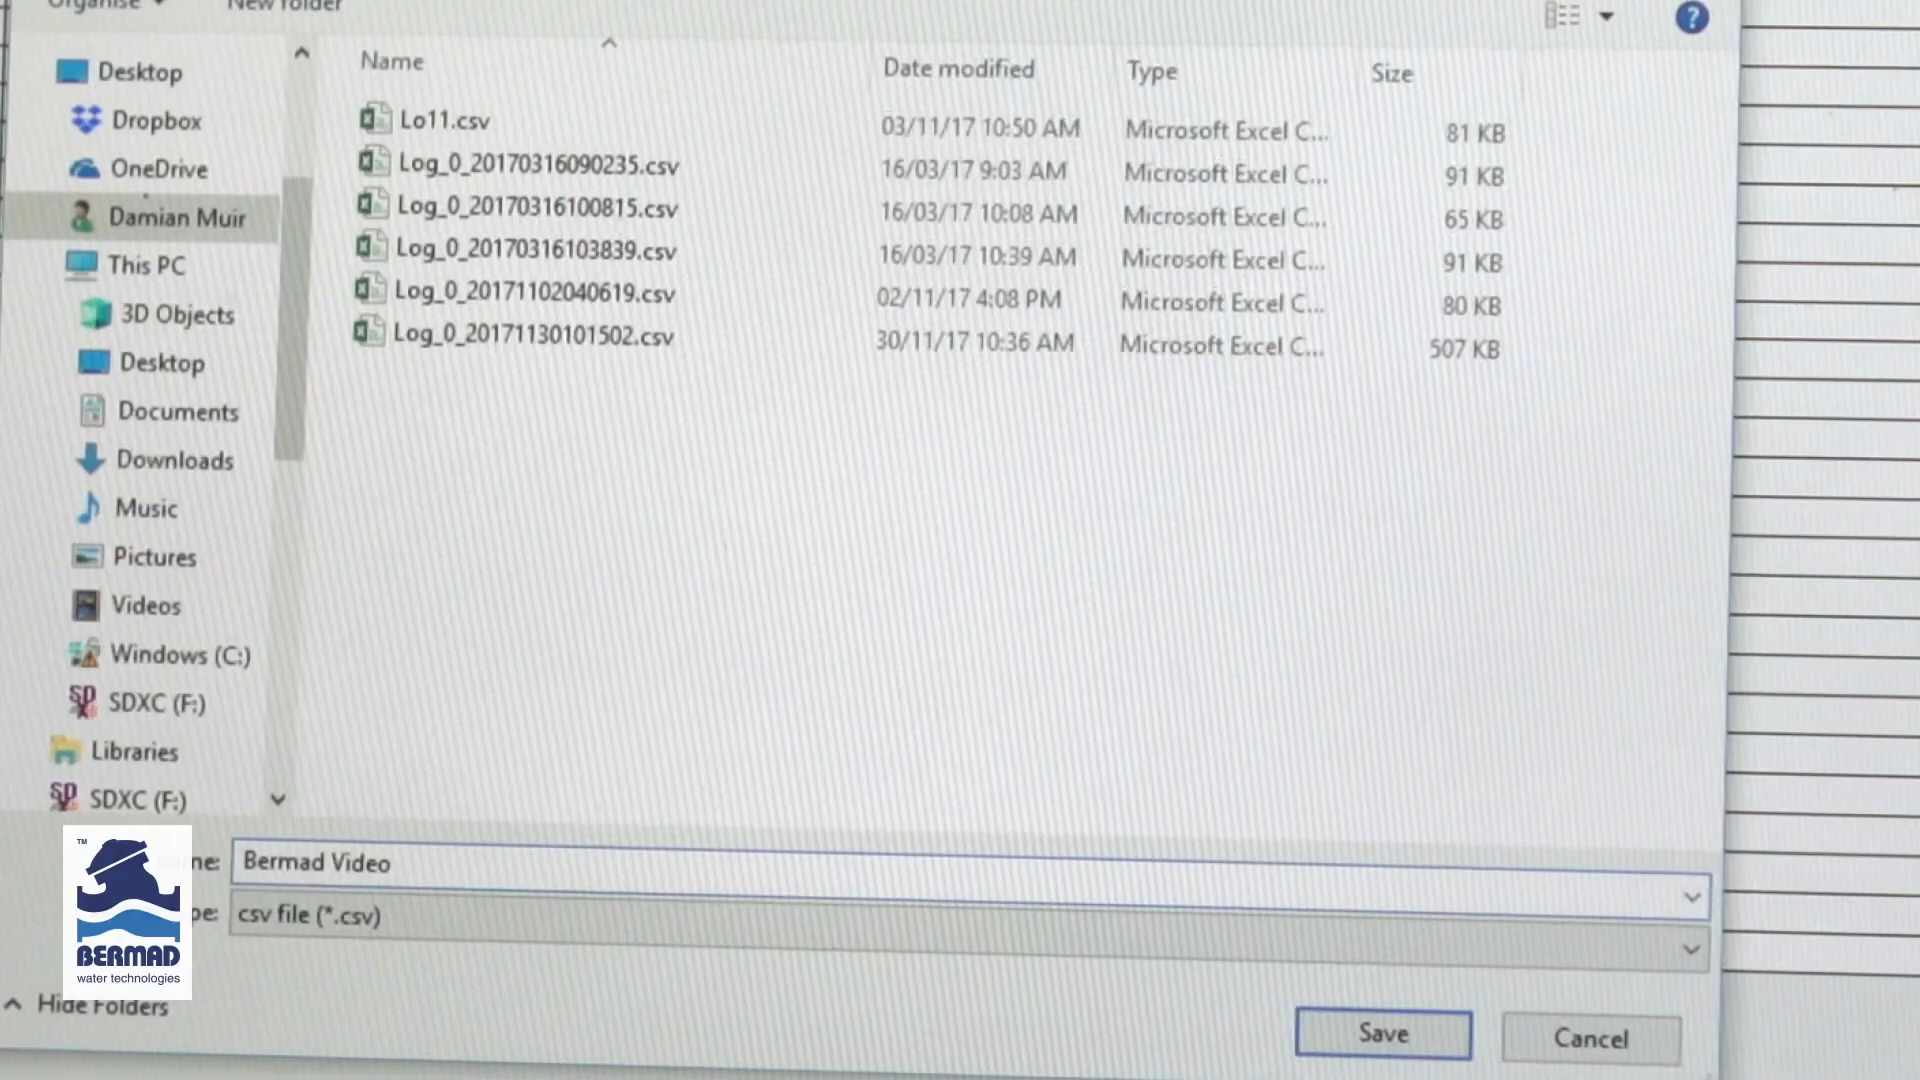 Organise New folder
Name Date modified Type Size
Desktop
Dropbox
OneDrive
Damian Muir
This PC
3D Objects
Desktop
Documents
Downloads
Music
Pictures
Videos
Windows (C:)
SDXC (F:)
Libraries
SDXC (F:)
Lo11.csv 03/11/17 10:50 AM Microsoft Excel C... 81 KB
Log_0_20170316090235.csv 16/03/17 9:03 AM Microsoft Excel C... 91 KB
Log_0_20170316100815.csv 16/03/17 10:08 AM Microsoft Excel C... 65 KB
Log_0_20170316103839.csv 16/03/17 10:39 AM Microsoft Excel C... 91 KB
Log_0_20171102040619.csv 02/11/17 4:08 PM Microsoft Excel C... 80 KB
Log_0_20171130101502.csv 30/11/17 10:36 AM Microsoft Excel C... 507 KB
Bermad Video
csv file (*.csv)
TM
BERMAD
water technologies
Hide Folders
Save Cancel